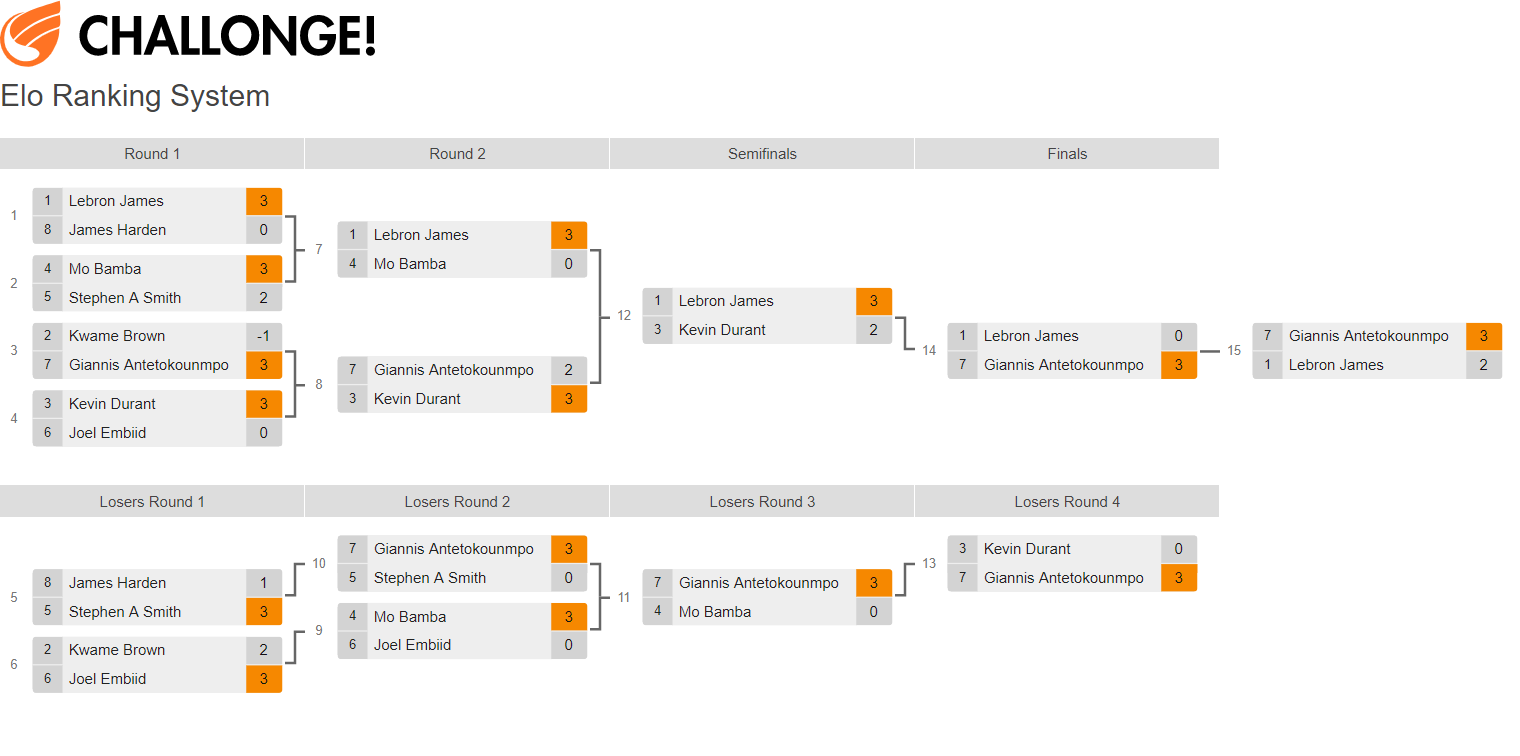 CHALLONGE!
Elo Ranking System
Round 1 Round 2 Semifinals Finals
1
1 Lebron James 3
8 James Harden 0
2
4 Mo Bamba 3
5 Stephen A Smith 2
3
2 Kwame Brown -1
7 Giannis Antetokounmpo 3
4
3 Kevin Durant 3
6 Joel Embiid 0
7
1 Lebron James 3
4 Mo Bamba 0
8
7 Giannis Antetokounmpo 2
3 Kevin Durant 3
12
1 Lebron James 3
3 Kevin Durant 2
14
1 Lebron James 0
7 Giannis Antetokounmpo 3
15
7 Giannis Antetokounmpo 3
1 Lebron James 2
Losers Round 1 Losers Round 2 Losers Round 3 Losers Round 4
5
8 James Harden 1
5 Stephen A Smith 3
6
2 Kwame Brown 2
6 Joel Embiid 3
10
7 Giannis Antetokounmpo 3
5 Stephen A Smith 0
9
4 Mo Bamba 3
6 Joel Embiid 0
11
7 Giannis Antetokounmpo 3
4 Mo Bamba 0
13
3 Kevin Durant 0
7 Giannis Antetokounmpo 3